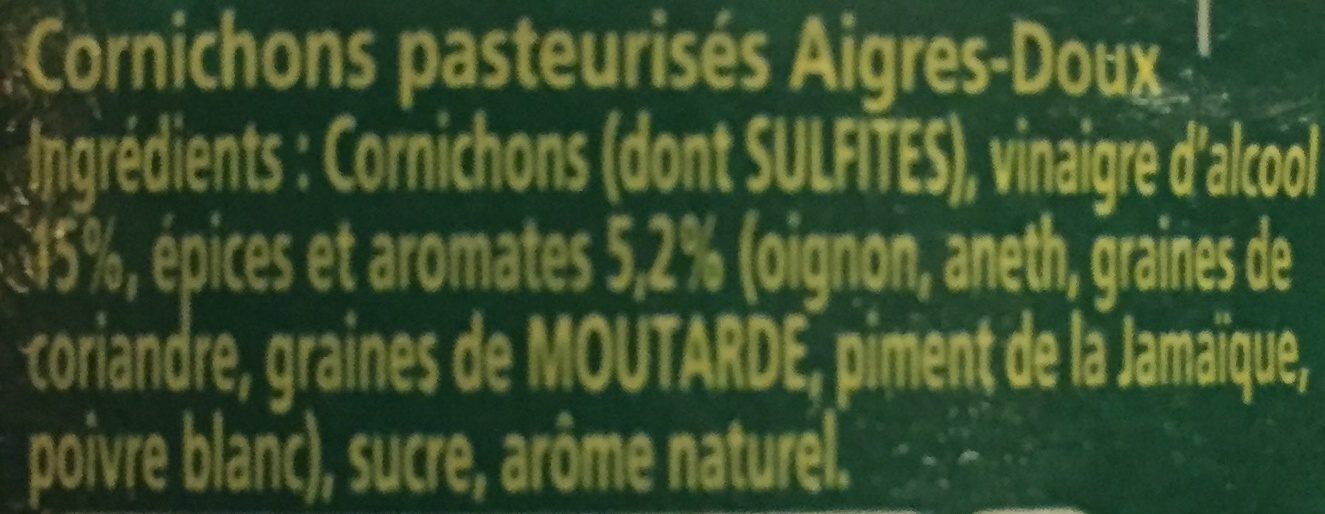 Cornichons pasteurisés Aigres-Doux
Ingrédients : Cornichons (dont SULFITES), vinaigre d'alcool
15%, épices et aromates 5,2% (oignon, aneth, graines de
coriandre, graines de MOUTARDE, piment de la Jamaïque,
poivre blanc), sucre, arôme naturel.